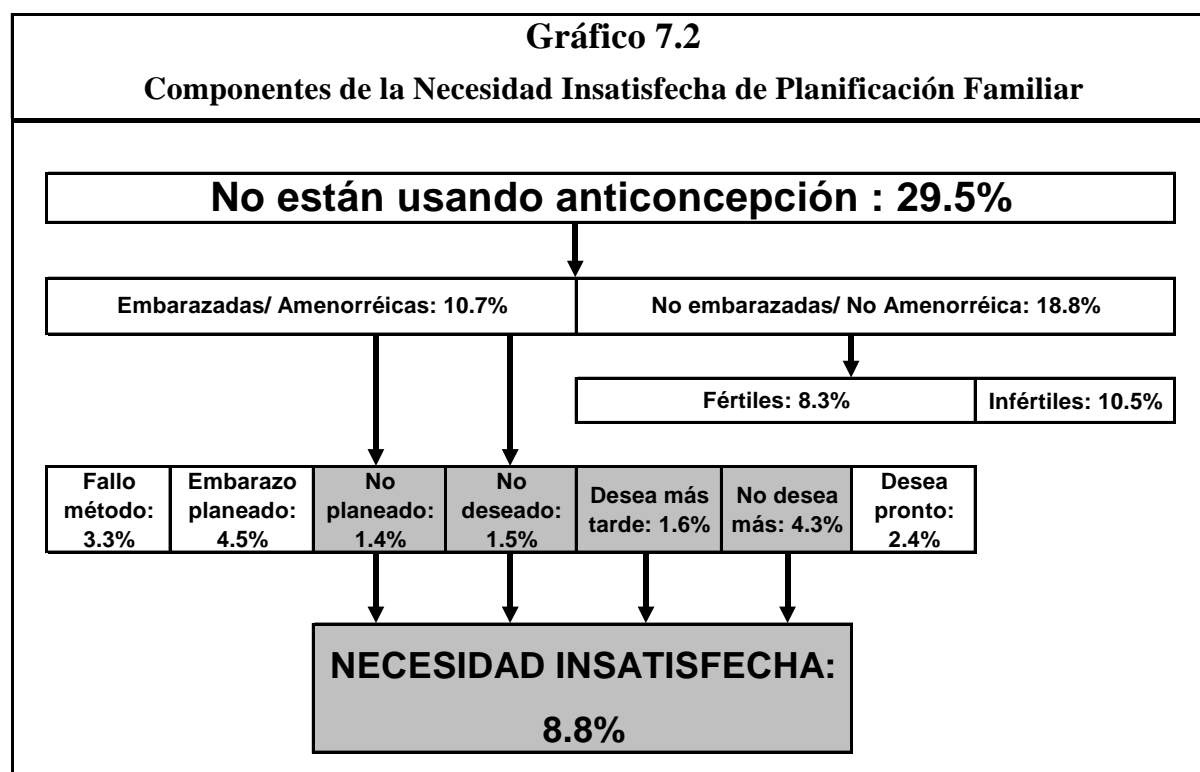 Gráfico 7.2
Componentes de la Necesidad Insatisfecha de Planificación Familiar
No están usando anticoncepción : 29.5%
Embarazadas/ Amenorréicas: 10.7%
No embarazadas/ No Amenorréica: 18.8%
Fértiles: 8.3%
Infértiles: 10.5%
Fallo
método:
3.3%
Embarazo
planeado:
4.5%
No
planeado:
1.4%
No
deseado:
1.5%
Desea más
tarde: 1.6%
No desea
más: 4.3%
Desea
pronto:
2.4%
NECESIDAD INSATISFECHA:
8.8%